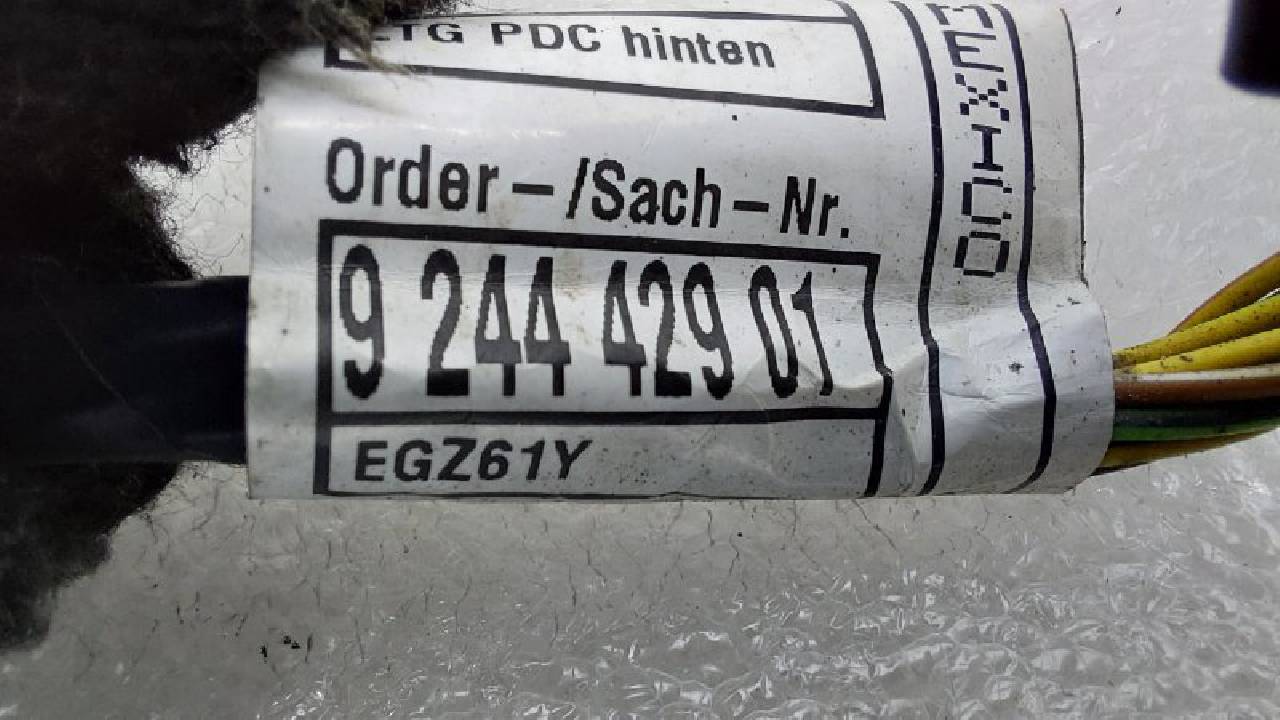 LTG PDC hinten
Order-/Sach-Nr.
9 244 429 01
EGZ61Y
MEXICO